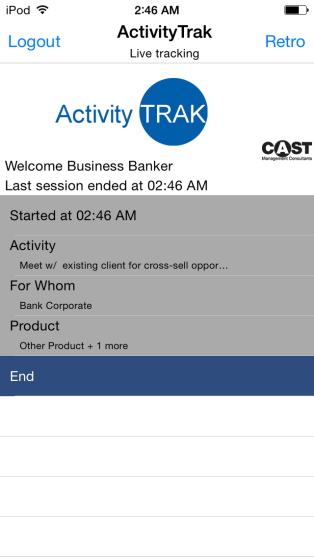 iPod 2:46 AM
Logout ActivityTrak Retro
Live tracking
Activity TRAK
CAST
Management Consultants
Welcome Business Banker
Last session ended at 02:46 AM
Started at 02:46 AM
Activity
Meet w/  existing client for cross-sell oppor…
For Whom
Bank Corporate
Product
Other Product + 1 more
End